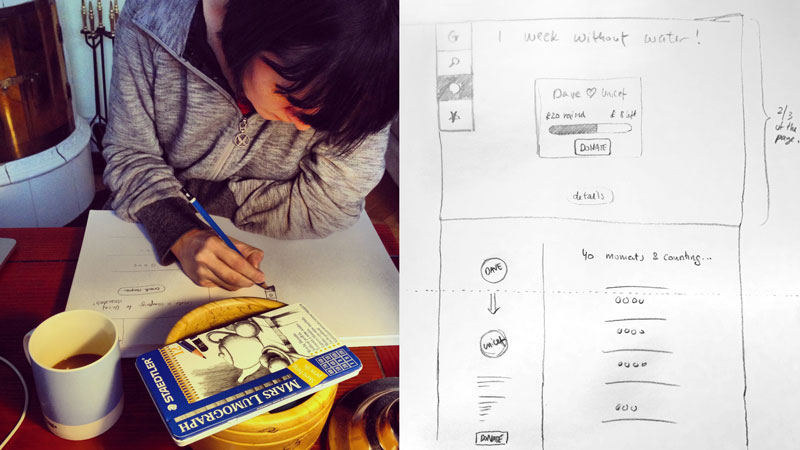 STAEDTLER
MARS LUMOGRAPH
G
1 week without water!
Dave ♡ Unicef
£20 raised
£ 8 left
DONATE
details
2/3
of the
page.
DAVE
40 moments & counting...
unicef
DONATE